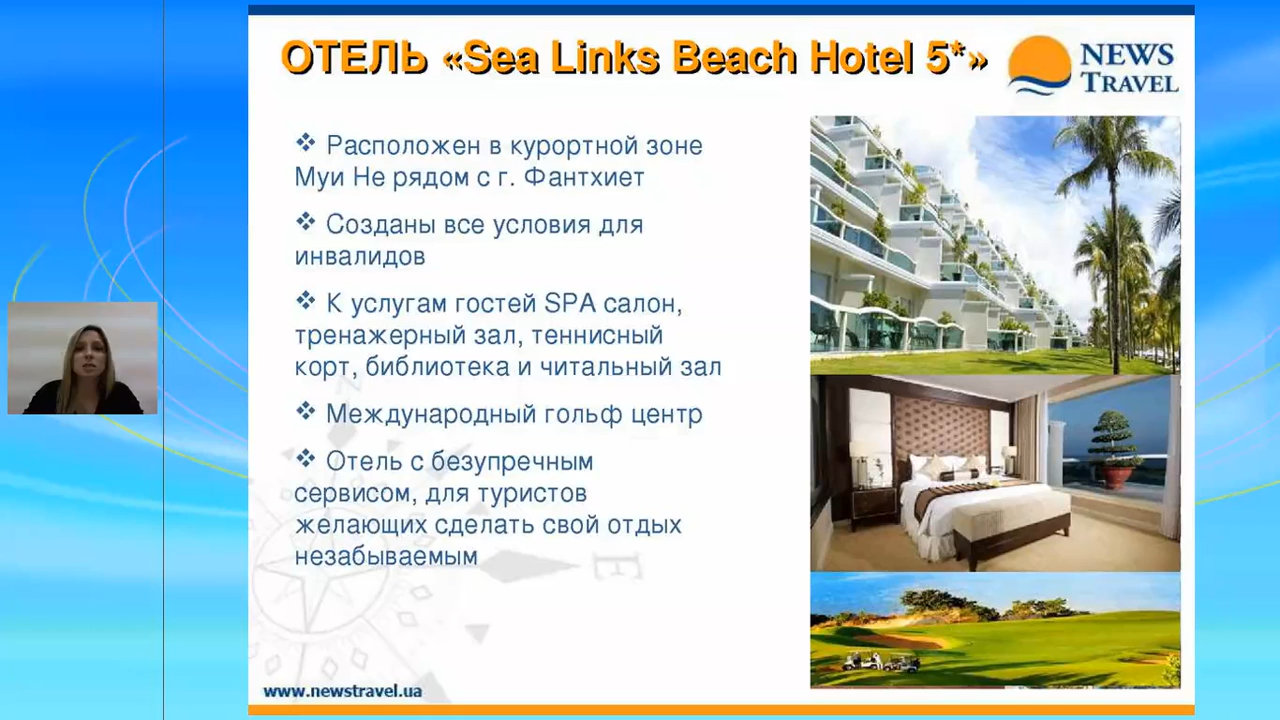 ОТЕЛЬ «Sea Links Beach Hotel 5*»
NEWS
TRAVEL
❖ Расположен в курортной зоне
Муи Не рядом с г. Фантхиет
❖ Созданы все условия для
инвалидов
❖ К услугам гостей SPA салон,
тренажерный зал, теннисный
корт, библиотека и читальный зал
❖ Международный гольф центр
❖ Отель с безупречным
сервисом, для туристов
желающих сделать свой отдых
незабываемым
E
www.newstravel.ua